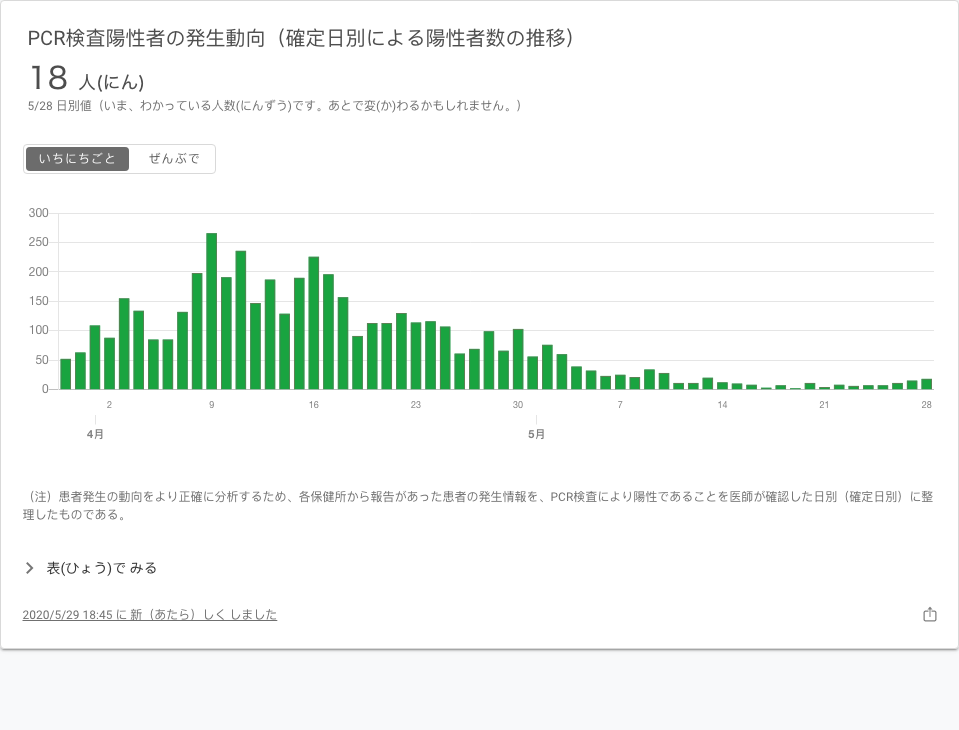 PCR検査陽性者の発生動向（確定日別による陽性者数の推移）
18 人(にん)
5/28 日別値（いま、わかっている人数(にんずう)です。あとで変(か)わるかもしれません。）
いちにちごと ぜんぶで
300
250
200
150
100
50
0
2 9 16 23 30 7 14 21 28
4月 5月
（注）患者発生の動向をより正確に分析するため、各保健所から報告があった患者の発生情報を、PCR検査により陽性であることを医師が確認した日別（確定日別）に整
理したものである。
表(ひょう)で みる
2020/5/29 18:45 に 新（あたら）しく しました